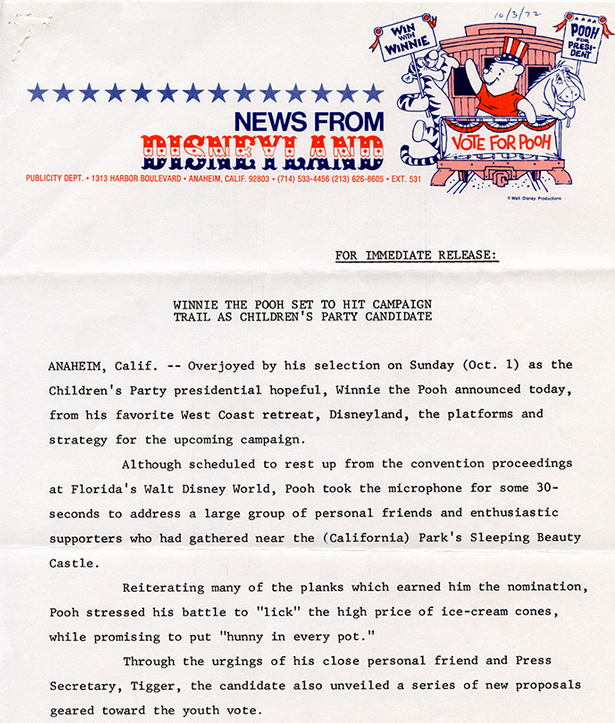 10/3/72
WIN
WITH
WINNIE
POOH
FOR
PRESI-
DENT
NEWS FROM
DISNEYLAND
VOTE FOR POOH
PUBLICITY DEPT. • 1313 HARBOR BOULEVARD • ANAHEIM, CALIF. 92803 • (714) 533-4456 (213) 626-8605 • EXT. 531
© Walt Disney Productions
FOR IMMEDIATE RELEASE:
WINNIE THE POOH SET TO HIT CAMPAIGN
TRAIL AS CHILDREN'S PARTY CANDIDATE
ANAHEIM, Calif. -- Overjoyed by his selection on Sunday (Oct. 1) as the
Children's Party presidential hopeful, Winnie the Pooh announced today,
from his favorite West Coast retreat, Disneyland, the platforms and
strategy for the upcoming campaign.
Although scheduled to rest up from the convention proceedings
at Florida's Walt Disney World, Pooh took the microphone for some 30-
seconds to address a large group of personal friends and enthusiastic
supporters who had gathered near the (California) Park's Sleeping Beauty
Castle.
Reiterating many of the planks which earned him the nomination,
Pooh stressed his battle to "lick" the high price of ice-cream cones,
while promising to put "hunny in every pot."
Through the urgings of his close personal friend and Press
Secretary, Tigger, the candidate also unveiled a series of new proposals
geared toward the youth vote.